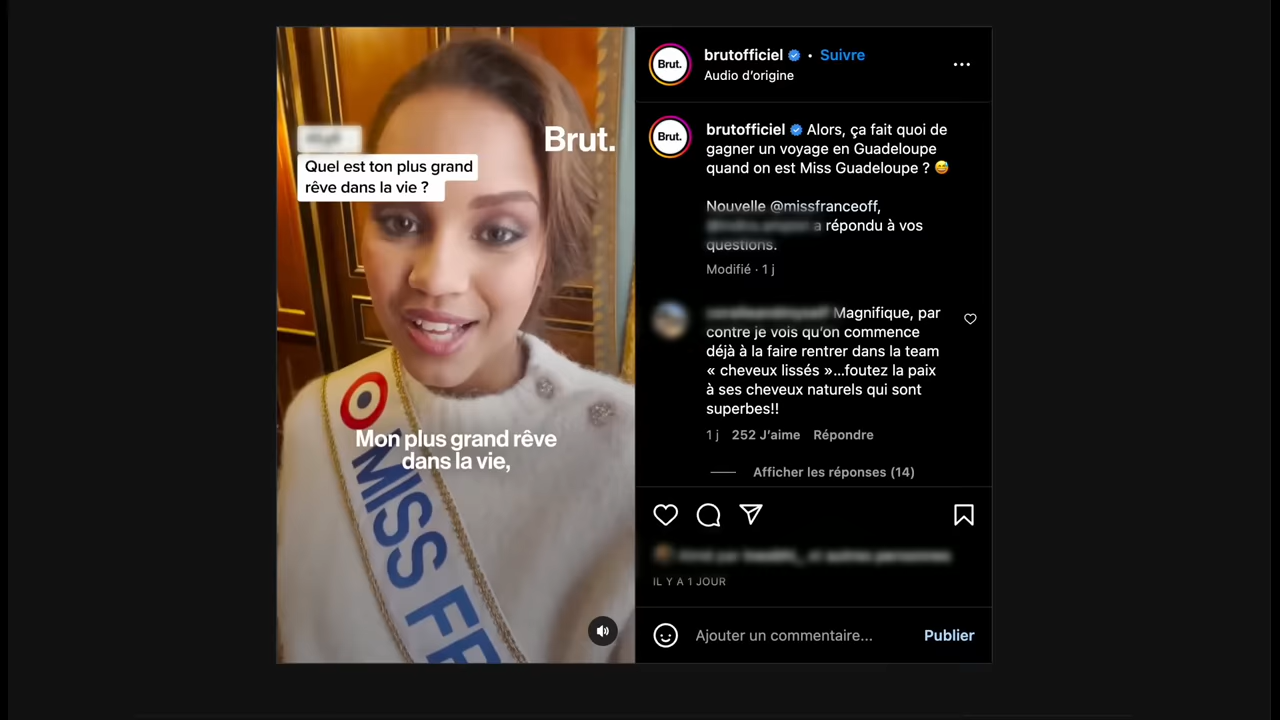 Brut.
Quel est ton plus grand
rêve dans la vie ?
Mon plus grand rêve
dans la vie,
MISS FR
Brut.
brutofficiel • Suivre
Audio d'origine
Brut.
brutofficiel Alors, ça fait quoi de
gagner un voyage en Guadeloupe
quand on est Miss Guadeloupe ? 😅
Nouvelle @missfranceoff,
a répondu à vos
questions.
Modifié · 1 j
Magnifique, par
contre je vois qu'on commence
déjà à la faire rentrer dans la team
« cheveux lissés »...foutez la paix
à ses cheveux naturels qui sont
superbes!!
1 j 252 J'aime Répondre
Afficher les réponses (14)
IL Y A 1 JOUR
Ajouter un commentaire... Publier